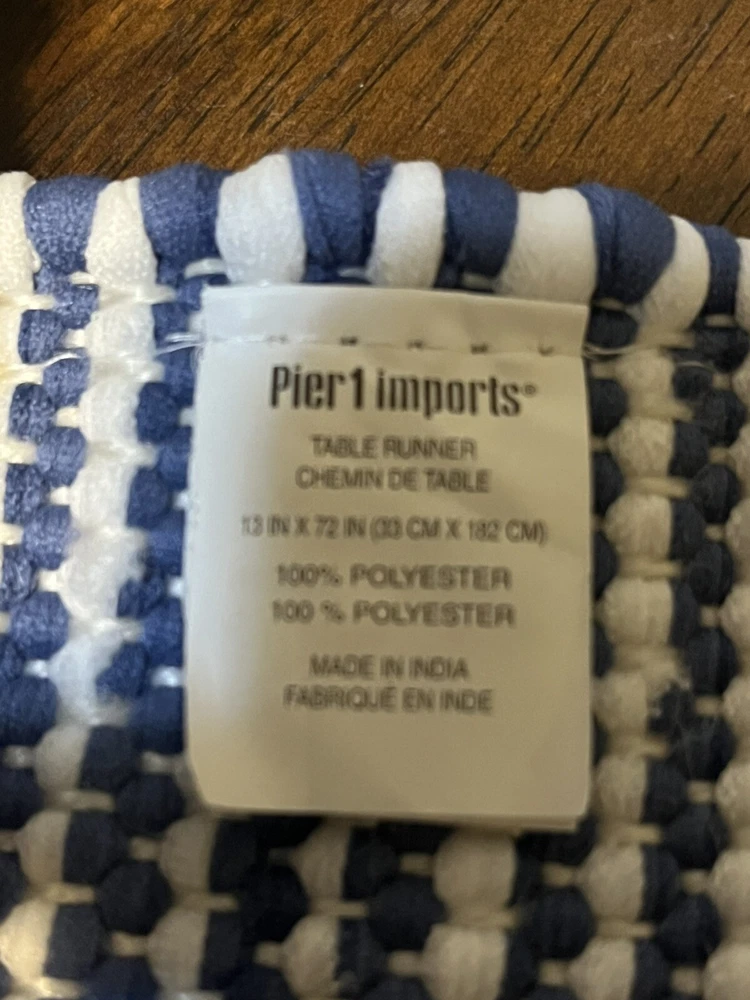 Pier1 imports®
TABLE RUNNER
CHEMIN DE TABLE
13 IN X 72 IN (33 CM X 182 CM)
100% POLYESTER
100 % POLYESTER
MADE IN INDIA
FABRIQUÉ EN INDE